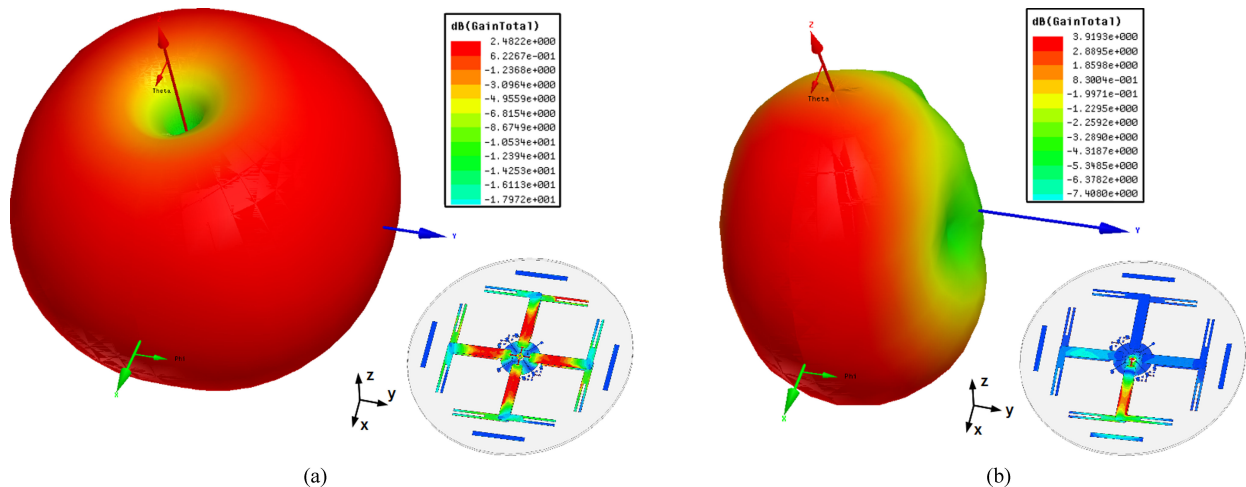 dB(GainTotal)
2.4822e+000
6.2267e-001
-1.2368e+000
-3.0964e+000
-4.9559e+000
-6.8154e+000
-8.6749e+000
-1.0534e+001
-1.2394e+001
-1.4253e+001
-1.6113e+001
-1.7972e+001
Theta
Y
Phi
X
z
y
x
(a)
dB(GainTotal)
3.9193e+000
2.8895e+000
1.8598e+000
8.3004e-001
-1.9971e-001
-1.2295e+000
-2.2592e+000
-3.2890e+000
-4.3187e+000
-5.3485e+000
-6.3782e+000
-7.4080e+000
Z
Theta
Y
Phi
X
z
y
x
(b)